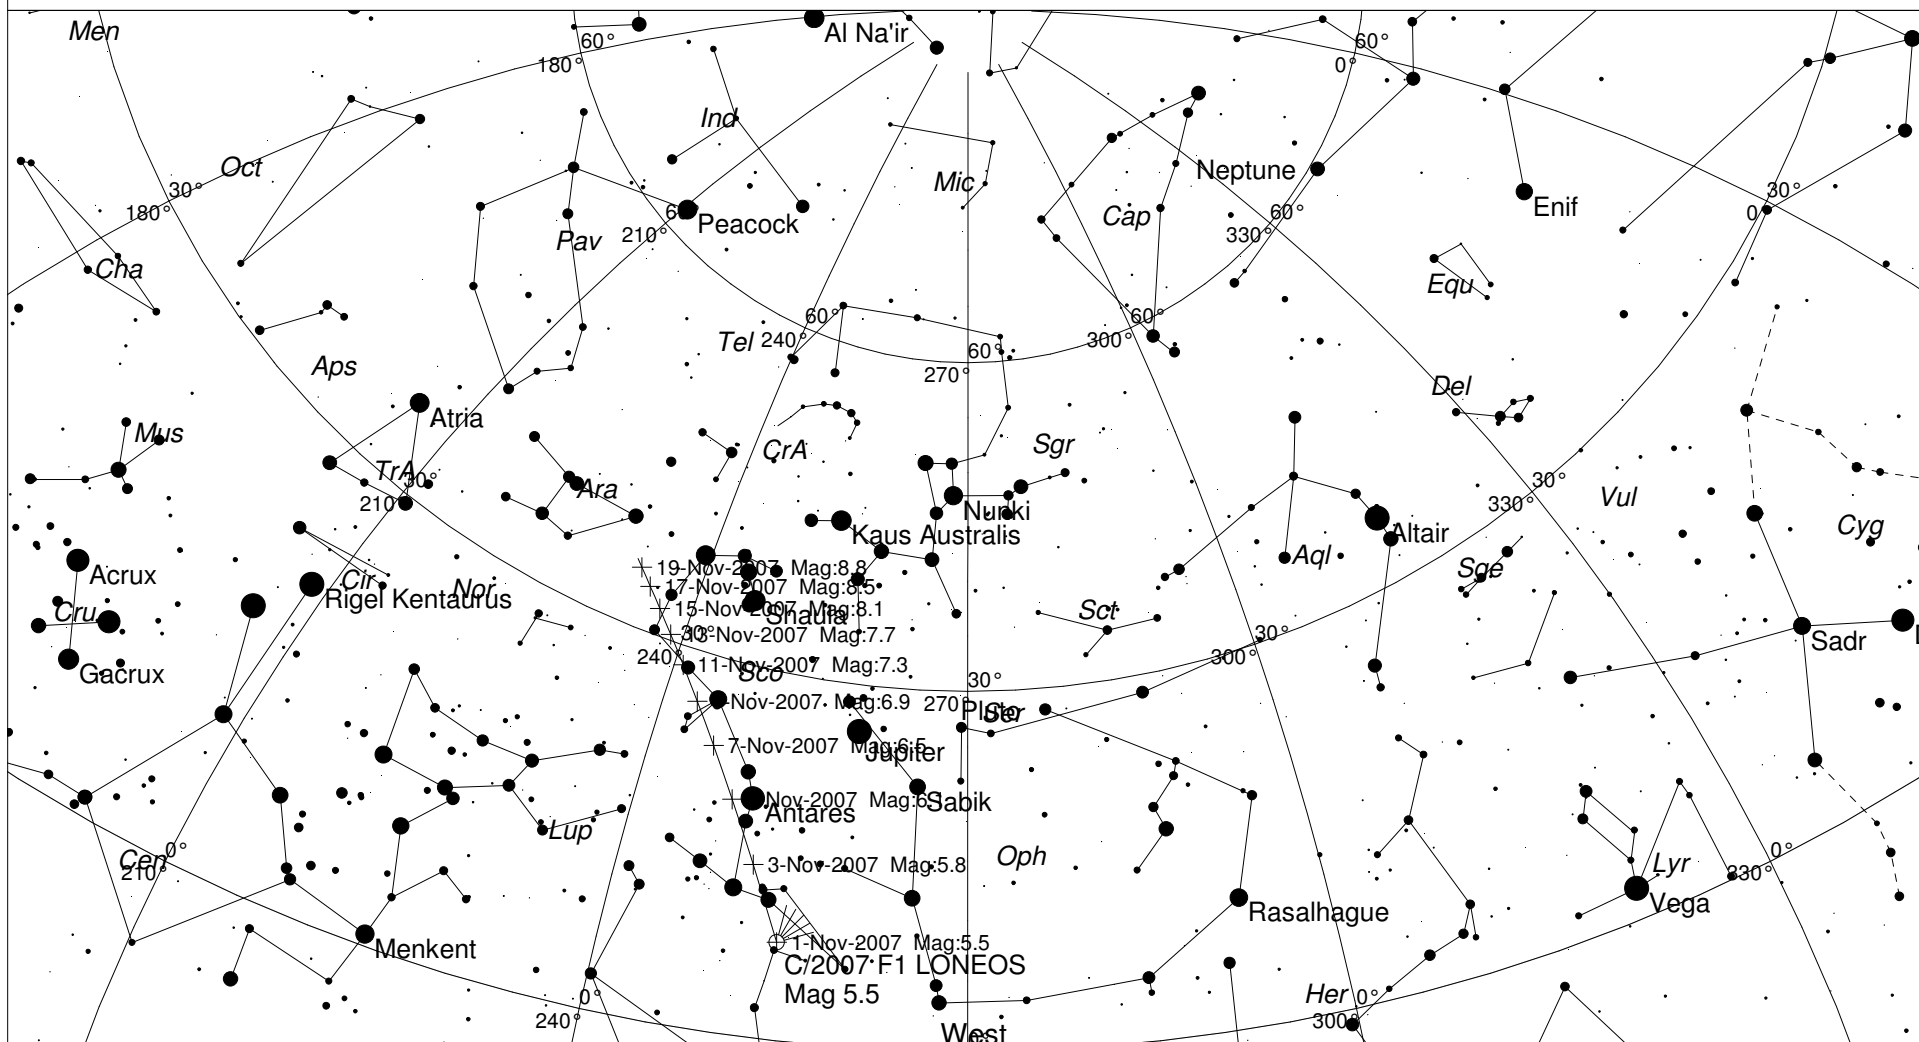 Men
Al Na'ir
60°
180°
60°
0°
Ind
Oct
30°
180°
Mic
Neptune
Cap
Enif
30°
0
60
210°
Peacock
Pav
60°
330°
Cha
Equ
Tel
60°
240°
60°
270°
60°
300°
Aps
Del
Atria
Mus
CrA
Sgr
TrA
30°
210
Ara
Nunki
Kaus Australis
30°
330°
Vul
Cyg
Altair
Acrux
Cir
Rigel Kentaurus
Nor
Cru
Gacrux
19-Nov-2007 Mag:8.8
17-Nov-2007 Mag:8.5
15-Nov-2007 Mag:8.1
Shaula
13-Nov-2007 Mag:7.7
30°
240°
11-Nov-2007 Mag:7.3
Sco
-Nov-2007 Mag:6.9
7-Nov-2007 Mag:6.5
Aql
Sge
Sct
30°
300°
30°
270°
Pluto
Ser
Jupiter
Sadr
D
Nov-2007 Mag:6.
Antares
Sabik
Lup
Cen
0°
210°
3-Nov-2007 Mag:5.8
Oph
Lyr
0°
330°
Vega
Rasalhague
Menkent
1-Nov-2007 Mag:5.5
C/2007 F1 LONEOS
Mag 5.5
0°
240°
Her
0°
300°
West